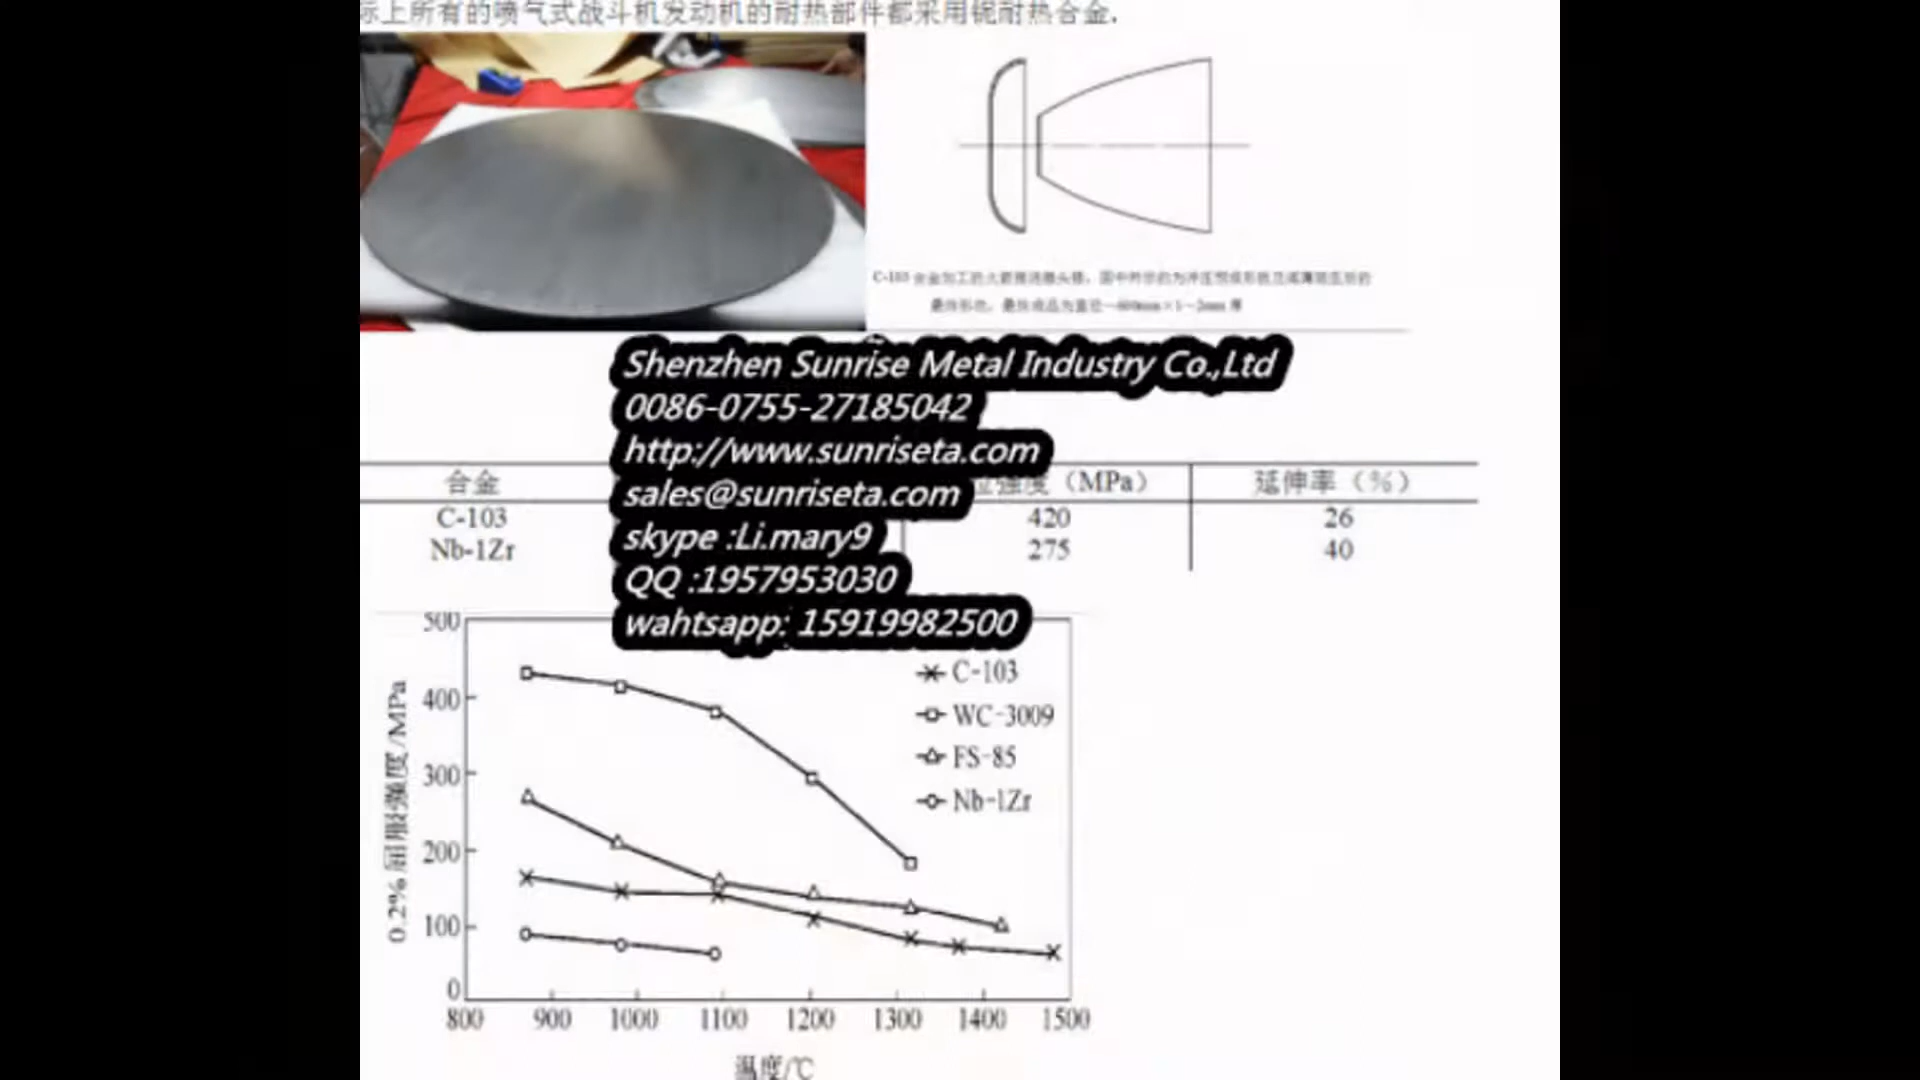 际上所有的喷气式战斗机发动机的耐热部件都采用铌耐热合金.
Shenzhen Sunrise Metal Industry Co.,Ltd
0086-0755-27185042
http://www.sunriseta.com
sales@sunriseta.com
skype :Li.mary9
QQ :1957953030
wahtsapp: 15919982500
合金 强度（MPa） 延伸率（%）
C-103 420 26
Nb-1Zr 275 40
500
400
300
200
100
0
0.2%屈服强度/MPa
C-103
WC-3009
FS-85
Nb-1Zr
800 900 1000 1100 1200 1300 1400 1500
温度/℃